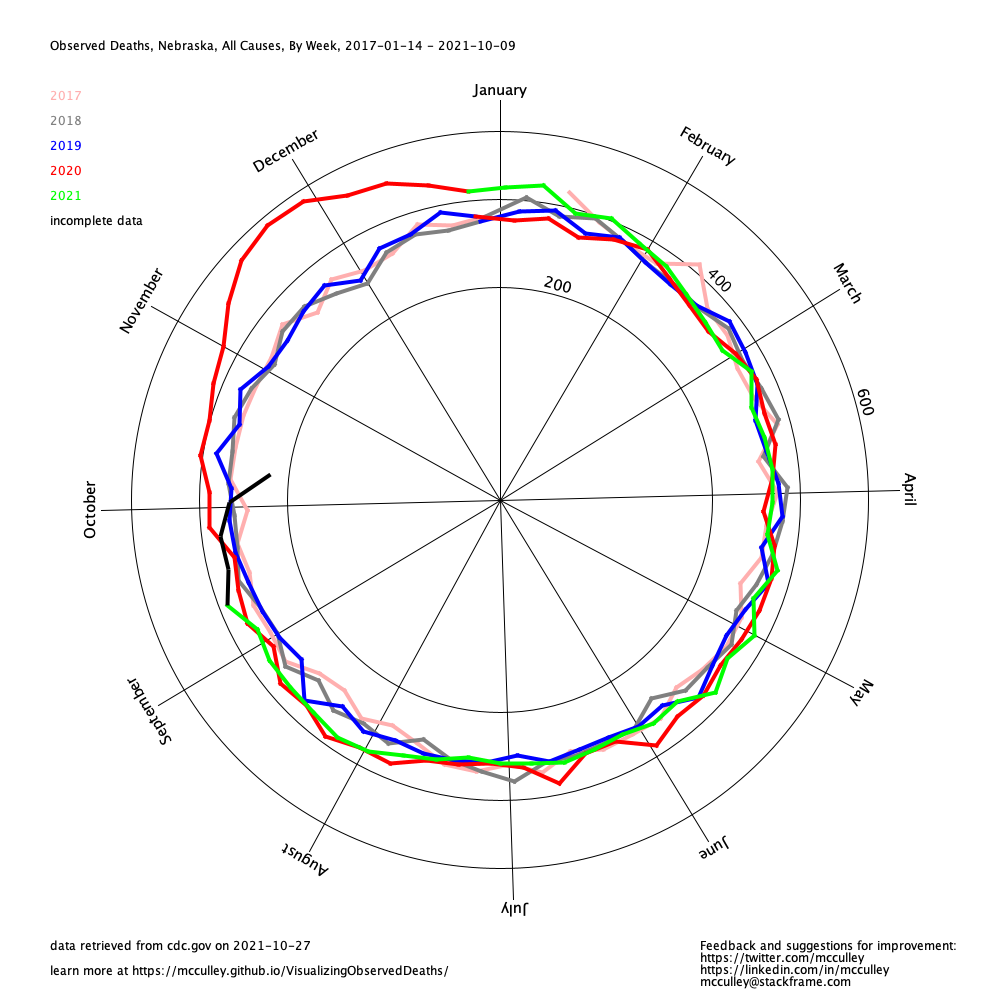 Observed Deaths, Nebraska, All Causes, By Week, 2017-01-14 - 2021-10-09
January
2017
2018
2019
2020
2021
incomplete data
December
February
November
March
200
400
600
October
April
September
May
August
June
July
data retrieved from cdc.gov on 2021-10-27
learn more at https://mcculley.github.io/VisualizingObservedDeaths/
Feedback and suggestions for improvement:
https://twitter.com/mcculley
https://linkedin.com/in/mcculley
mcculley@stackframe.com